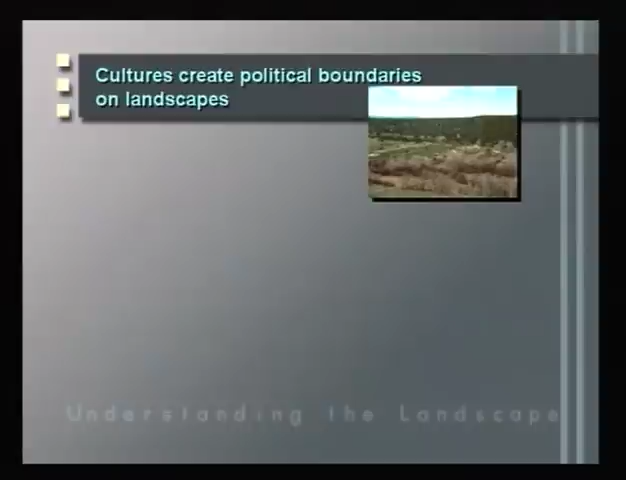 Cultures create political boundaries
on landscapes
Understanding the Landscape